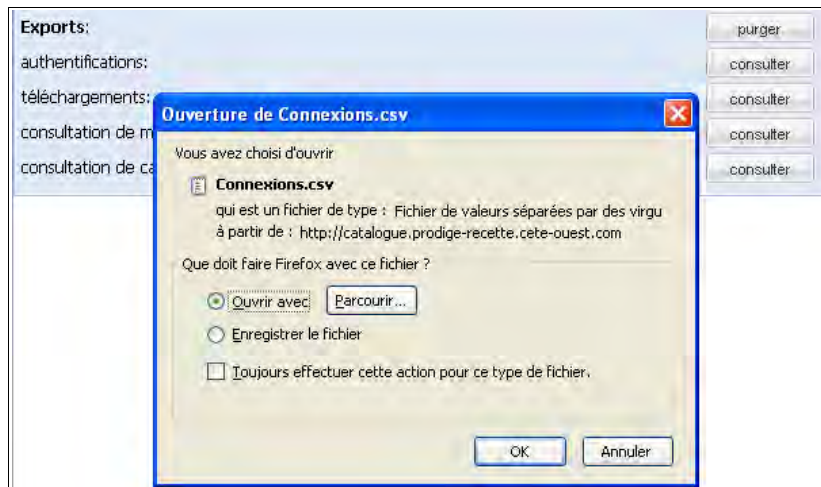 Exports:
purger
authentifications:
consulter
téléchargements:
consulter
Ouverture de Connexions.csv
consultation de m
consulter
Vous avez choisi d'ouvrir
consultation de ca
consulter
Connexions.csv
qui est un fichier de type : Fichier de valeurs séparées par des virgu
à partir de : http://catalogue.prodige-recette.cete-ouest.com
Que doit faire Firefox avec ce fichier ?
Ouvrir avec
Parcourir...
Enregistrer le fichier
Toujours effectuer cette action pour ce type de fichier.
OK
Annuler